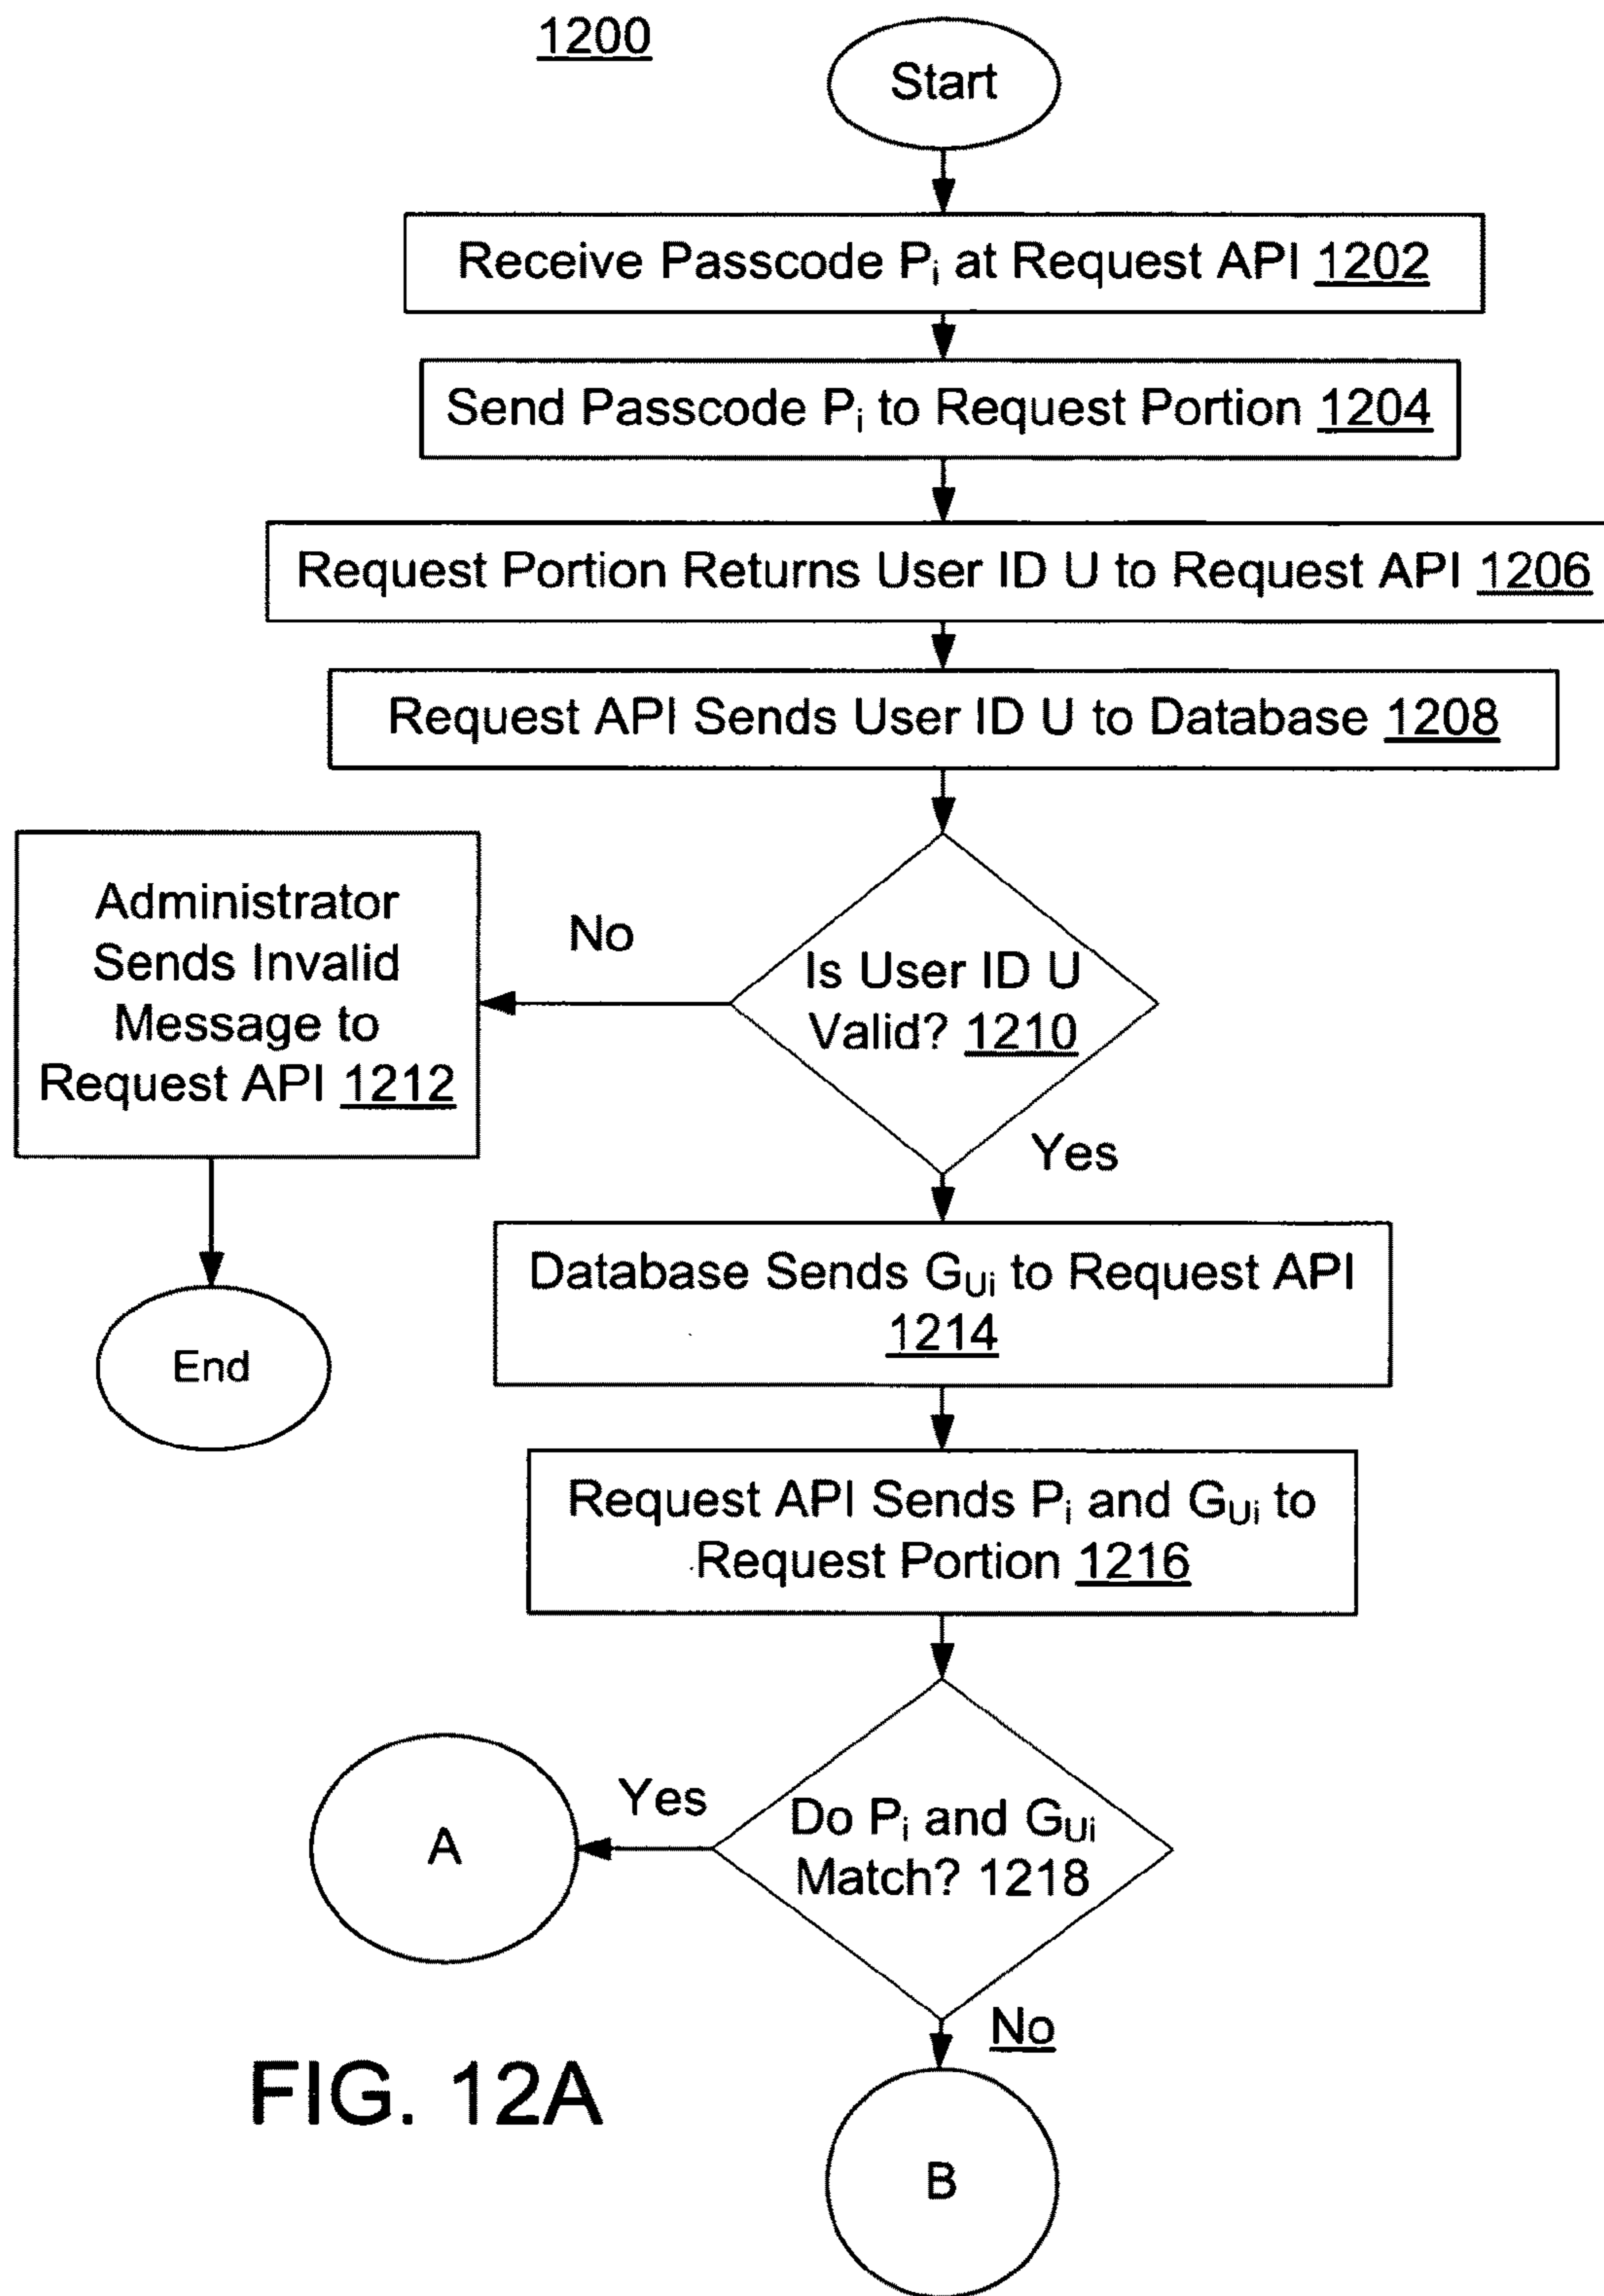 1200
Start
Receive Passcode Pi at Request API 1202
Send Passcode Pi to Request Portion 1204
Request Portion Returns User ID U to Request API 1206
Request API Sends User ID U to Database 1208
Administrator
Sends Invalid
Message to
Request API 1212
No
Is User ID U
Valid? 1210
Yes
Database Sends GUi to Request API
1214
End
Request API Sends Pi and GUi to
Request Portion 1216
Yes
A
Do Pi and GUi
Match? 1218
No
FIG. 12A
B